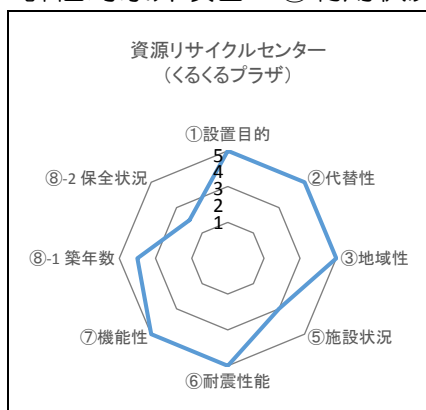 資源リサイクルセンター
（くるくるプラザ）
①設置目的
5
4
3
2
1
②代替性
③地域性
⑤施設状況
⑥耐震性能
⑦機能性
⑧-1 築年数
⑧-2 保全状況